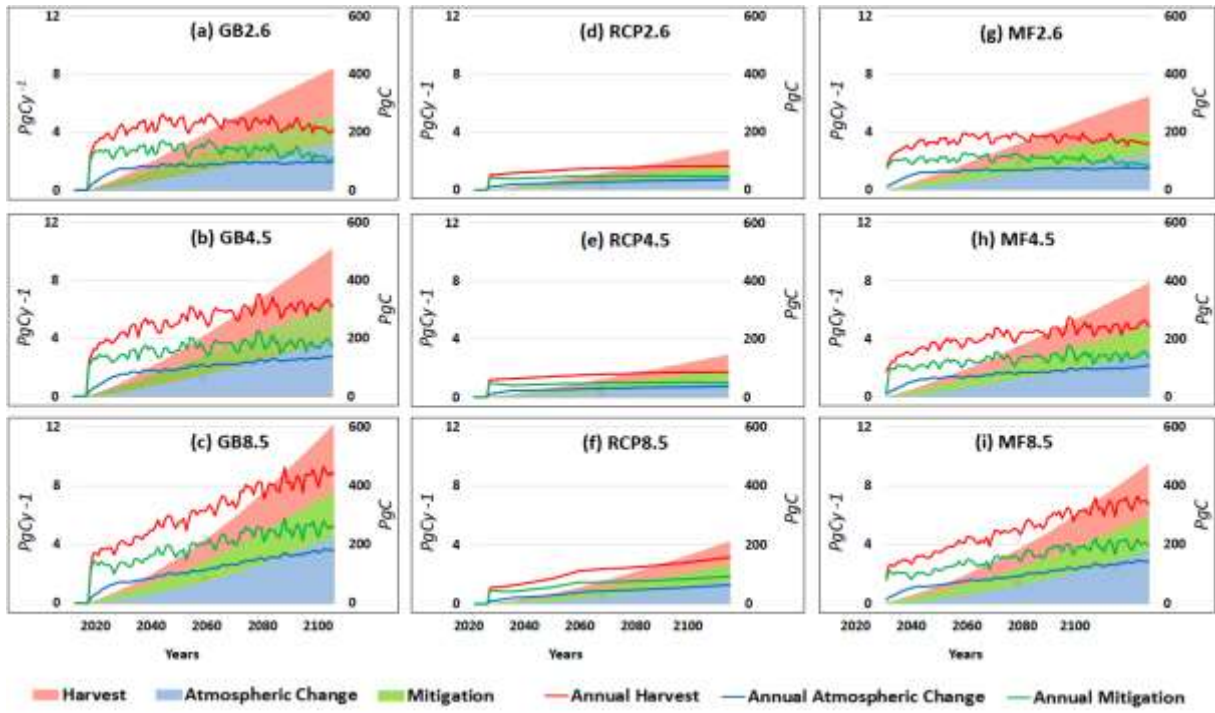 (a) GB2.6
12
8
4
0
PgCy -1
600
400
200
0
PgC
(d) RCP2.6
12
8
4
0
PgCy -1
600
400
200
0
PgC
(g) MF2.6
12
8
4
0
PgCy -1
600
400
200
0
PgC
(b) GB4.5
12
8
4
0
PgCy -1
600
400
200
0
PgC
(e) RCP4.5
12
8
4
0
PgCy -1
600
400
200
0
PgC
(h) MF4.5
12
8
4
0
PgCy -1
600
400
200
0
PgC
(c) GB8.5
12
8
4
0
PgCy -1
600
400
200
0
PgC
2020 2040 2060 2080 2100
Years
(f) RCP8.5
12
8
4
0
PgCy -1
600
400
200
0
PgC
2020 2040 2060 2080 2100
Years
(i) MF8.5
12
8
4
0
PgCy -1
600
400
200
0
PgC
2020 2040 2060 2080 2100
Years
Harvest Atmospheric Change Mitigation Annual Harvest Annual Atmospheric Change Annual Mitigation